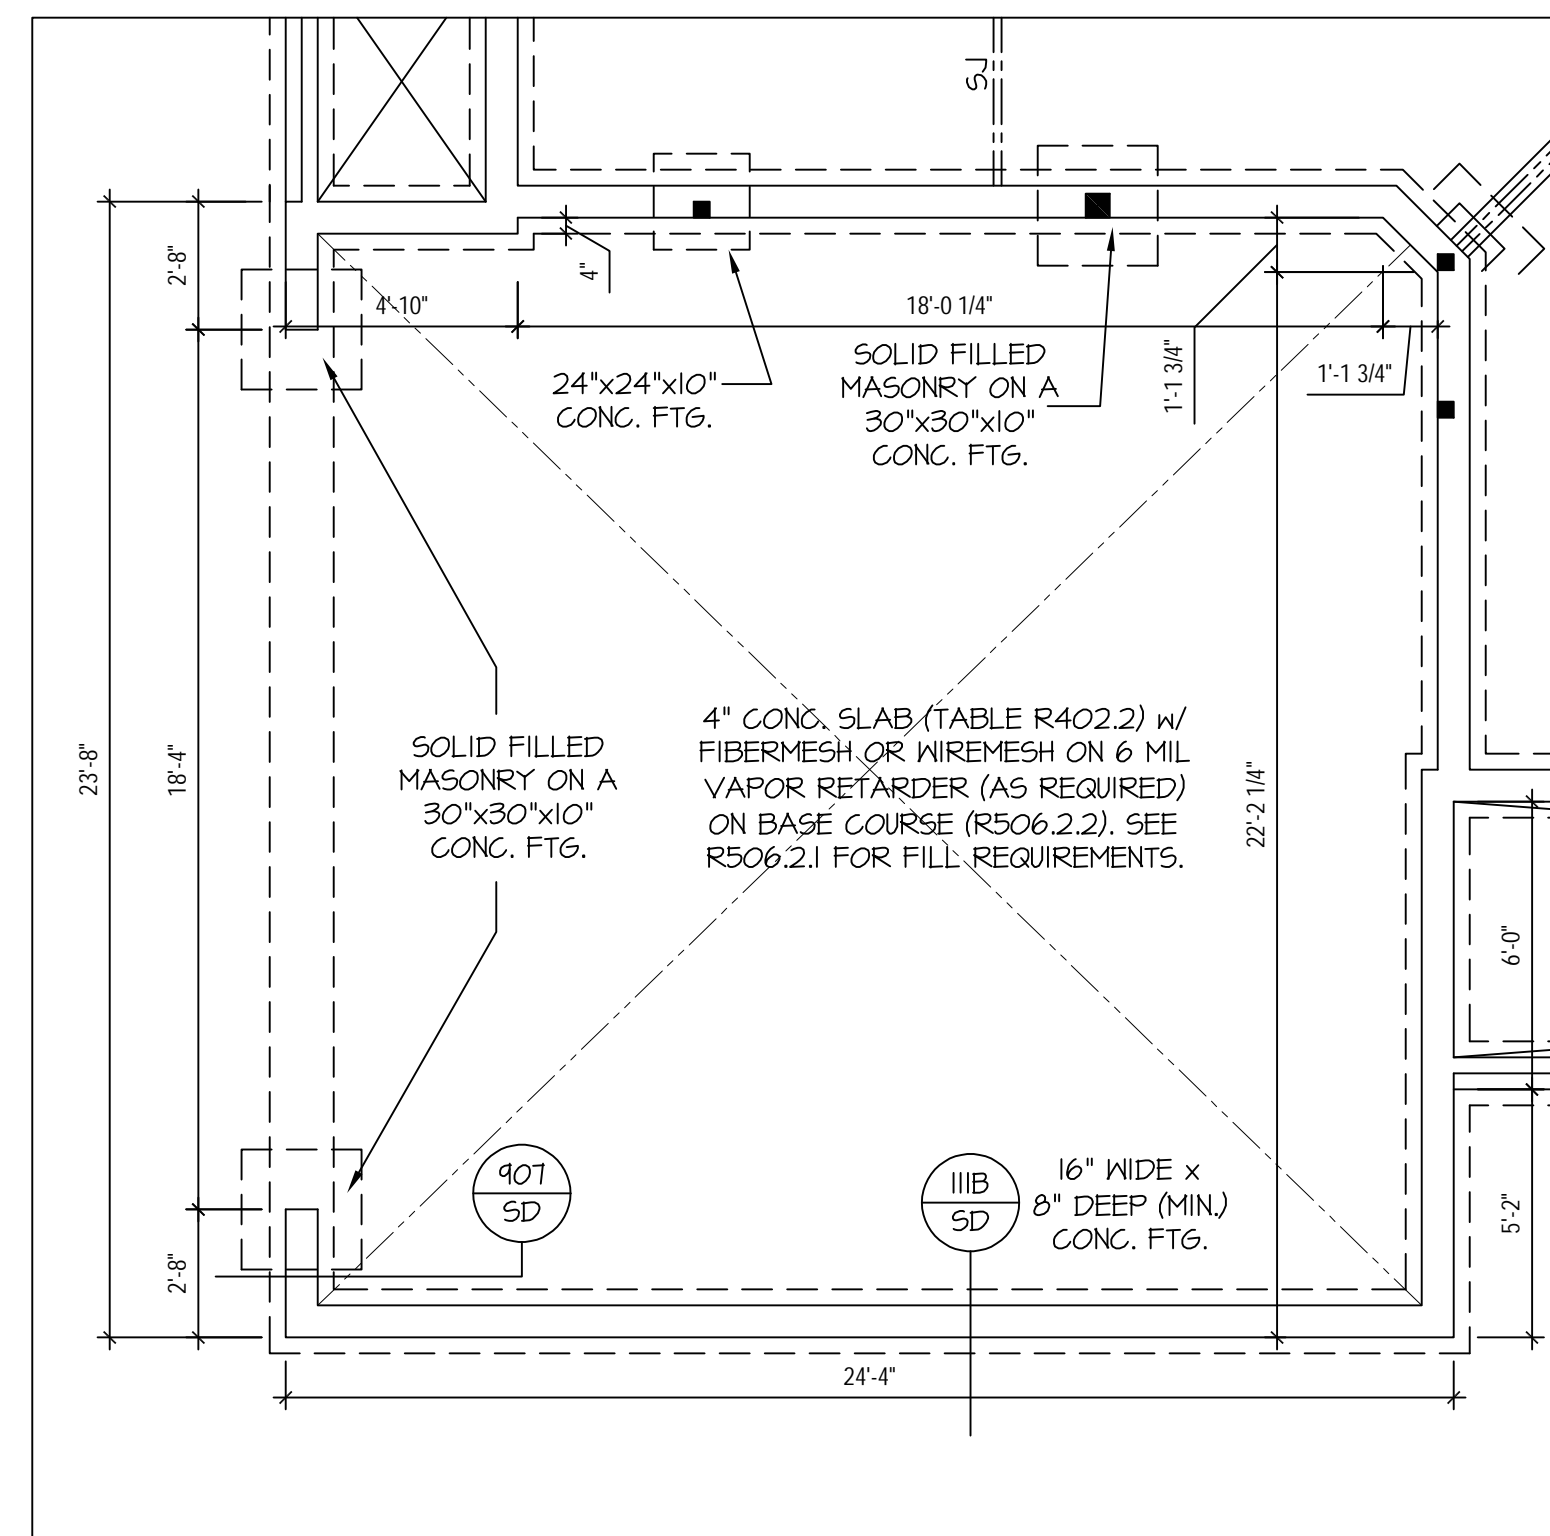 SJ
2'-8"
4"
4'-10"
18'-0 1/4"
1'-1 3/4"
1'-1 3/4"
24"x24"x10"
CONC. FTG.
SOLID FILLED
MASONRY ON A
30"x30"x10"
CONC. FTG.
23'-8"
18'-4"
SOLID FILLED
MASONRY ON A
30"x30"x10"
CONC. FTG.
4" CONC. SLAB (TABLE R402.2) W/
FIBERMESH OR WIREMESH ON 6 MIL
VAPOR RETARDER (AS REQUIRED)
ON BASE COURSE (R506.2.2). SEE
R506.2.1 FOR FILL REQUIREMENTS.
22'-2 1/4"
6'-0"
907
SD
111B
SD
16" WIDE x
8" DEEP (MIN.)
CONC. FTG.
5'-2"
2'-8"
24'-4"